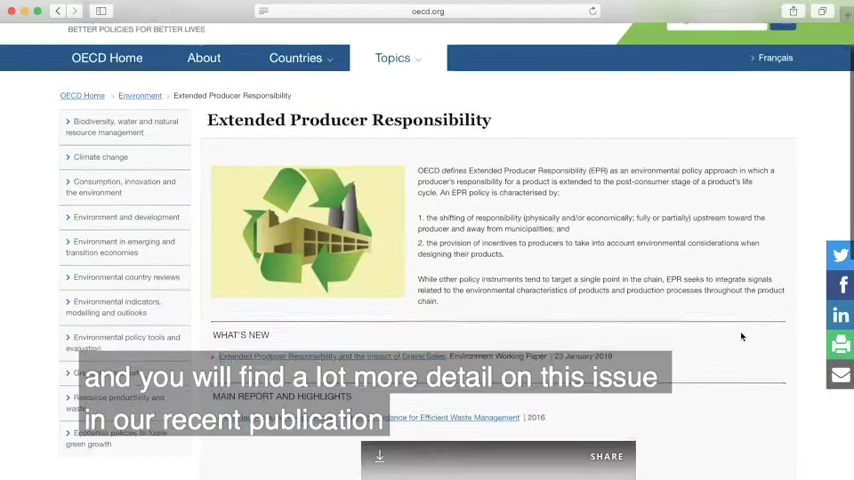 oecd.org
BETTER POLICIES FOR BETTER LIVES
OECD Home
About
Countries
Topics
Français
OECD Home > Environment > Extended Producer Responsibility
Biodiversity, water and natural
resource management
Climate change
Consumption, innovation and
the environment
Environment and development
Environment in emerging and
transition economies
Environmental country reviews
Environmental indicators,
modelling and outlooks
Environmental policy tools and
evaluation
Extended Producer Responsibility
OECD defines Extended Producer Responsibility (EPR) as an environmental policy approach in which a
producer's responsibility for a product is extended to the post-consumer stage of a product's life
cycle. An EPR policy is characterised by:
1. the shifting of responsibility (physically and/or economically; fully or partially) upstream toward the
producer and away from municipalities; and
2. the provision of incentives to producers to take into account environmental considerations when
designing their products.
While other policy instruments tend to target a single point in the chain, EPR seeks to integrate signals
related to the environmental characteristics of products and production processes throughout the product
chain.
WHAT'S NEW
Extended Producer Responsibility and the Impact of Online Sales, Environment Working Paper | 23 January 2019
MAIN REPORT AND HIGHLIGHTS
Guidance for Efficient Waste Management | 2016
Resource productivity and
waste
Economic policies to foster
green growth
and you will find a lot more detail on this issue
in our recent publication
SHARE